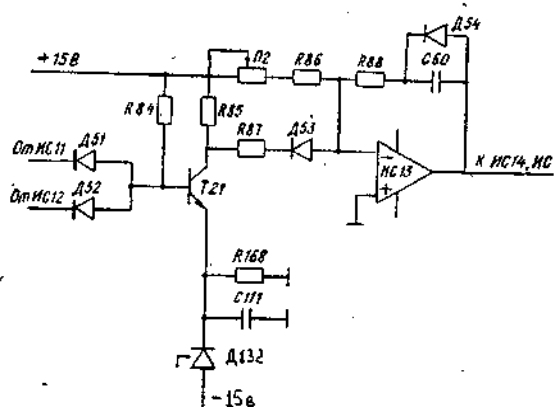 Д54
+15В
П2
R86
R88
С60
R84
R85
R87
Д53
От ИС11
Д51
ИС13
К ИС14, ИС
От ИС12
Д52
Т21
R168
С111
Д132
-15в